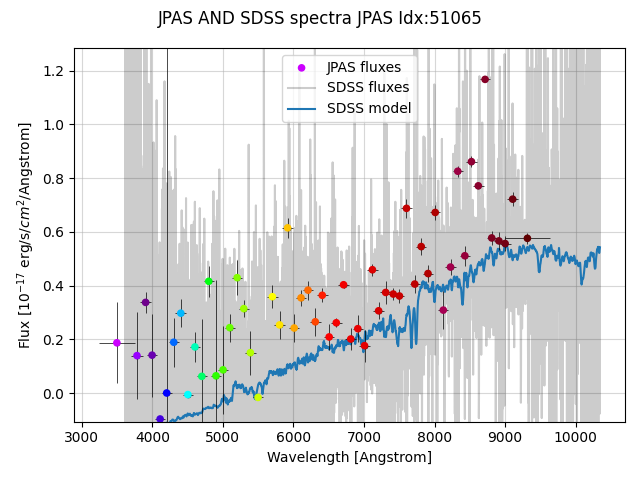 JPAS AND SDSS spectra JPAS Idx:51065
JPAS fluxes
SDSS fluxes
SDSS model
Flux [10⁻¹⁷ erg/s/cm²/Angstrom]
1.2
1.0
0.8
0.6
0.4
0.2
0.0
3000 4000 5000 6000 7000 8000 9000 10000
Wavelength [Angstrom]